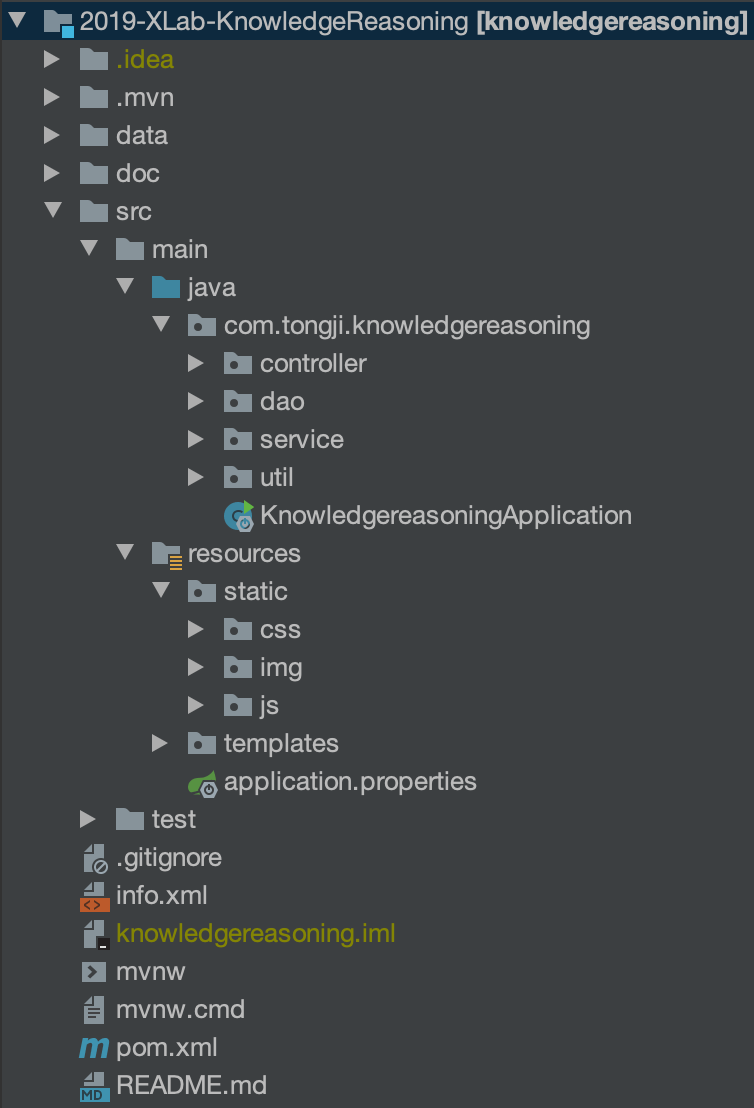 2019-XLab-KnowledgeReasoning [knowledgereasoning]
.idea
.mvn
data
doc
src
main
java
com.tongji.knowledgereasoning
controller
dao
service
util
KnowledgereasoningApplication
resources
static
css
img
js
templates
application.properties
test
.gitignore
info.xml
knowledgereasoning.iml
mvnw
mvnw.cmd
pom.xml
README.md